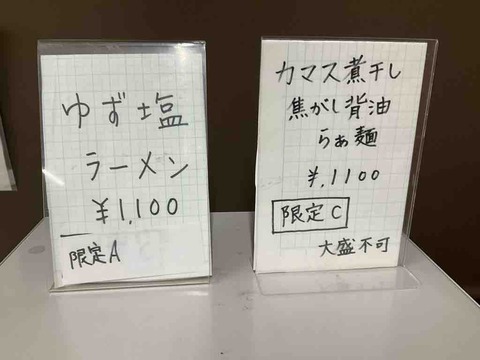 ゆず塩
ラーメン
¥1,100
限定A
カマス煮干し
焦がし背油
らぁ麺
¥,1100
限定C
大盛不可